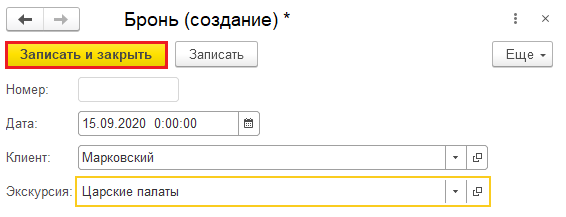 Бронь (создание) *
Записать и закрыть Записать Еще
Номер:
Дата: 15.09.2020 0:00:00
Клиент: Марковский
Экскурсия: Царские палаты